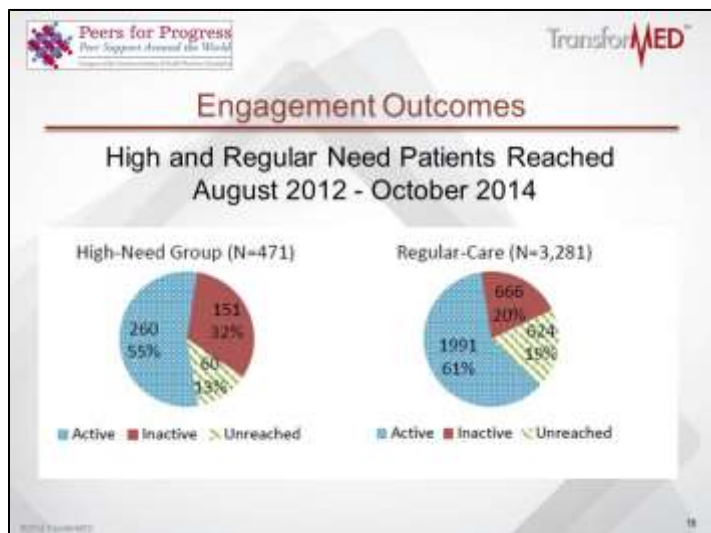 Peers for Progress
Peer Support Around the World
TransforMED
Engagement Outcomes
High and Regular Need Patients Reached
August 2012 - October 2014
High-Need Group (N=471)
260
55%
151
32%
60
13%
Active Inactive Unreached
Regular-Care (N=3,281)
1991
61%
666
20%
624
19%
Active Inactive Unreached